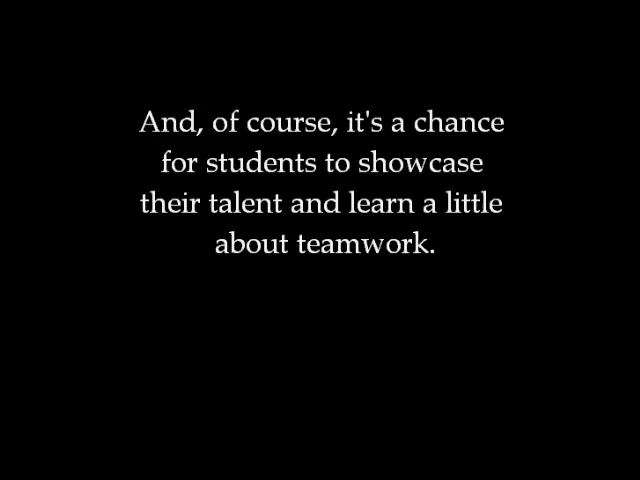 And, of course, it's a chance
for students to showcase
their talent and learn a little
about teamwork.